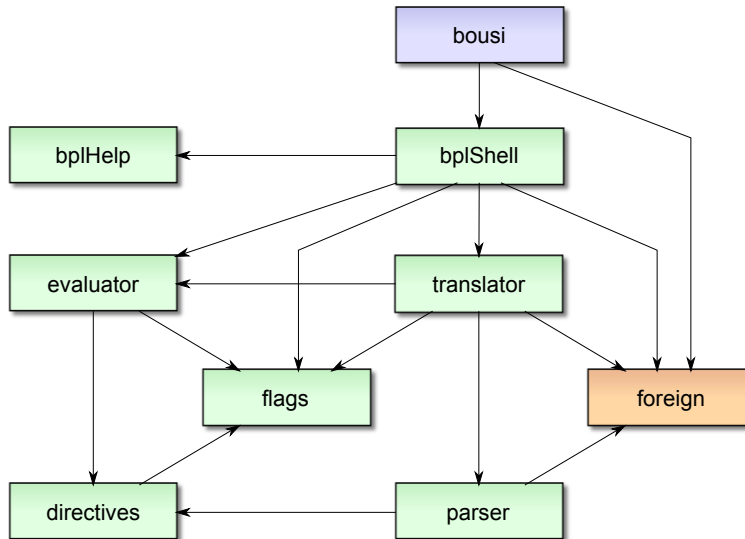 bousi
bplHelp
bplShell
evaluator
translator
flags
foreign
directives
parser